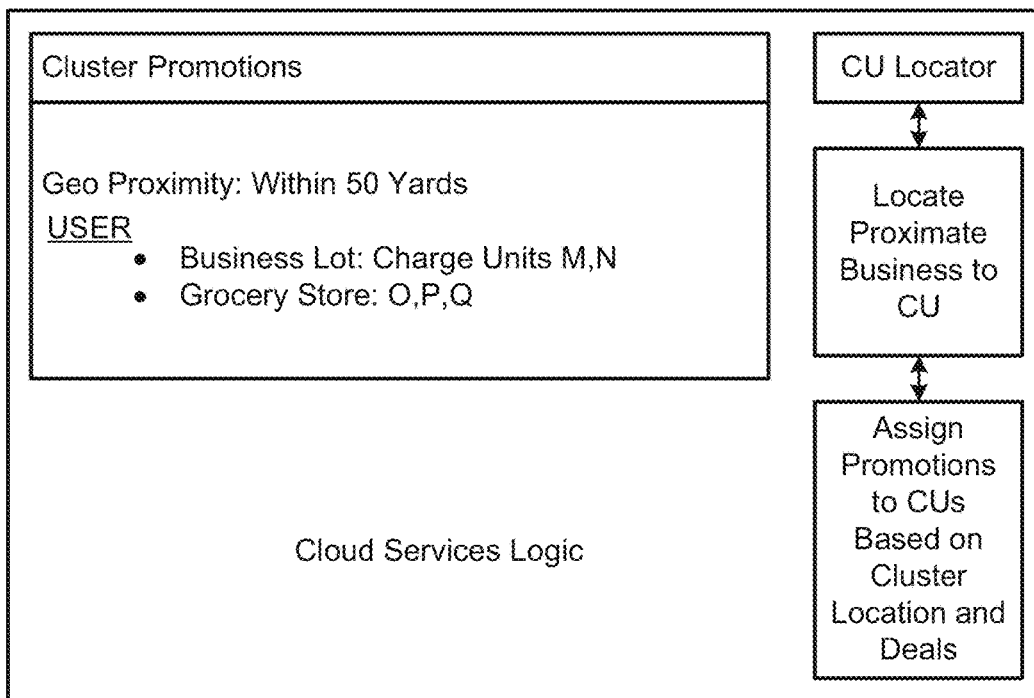 Cluster Promotions
Geo Proximity: Within 50 Yards
USER
• Business Lot: Charge Units M,N
• Grocery Store: O,P,Q
Cloud Services Logic
CU Locator
Locate
Proximate
Business to
CU
Assign
Promotions
to CUs
Based on
Cluster
Location and
Deals